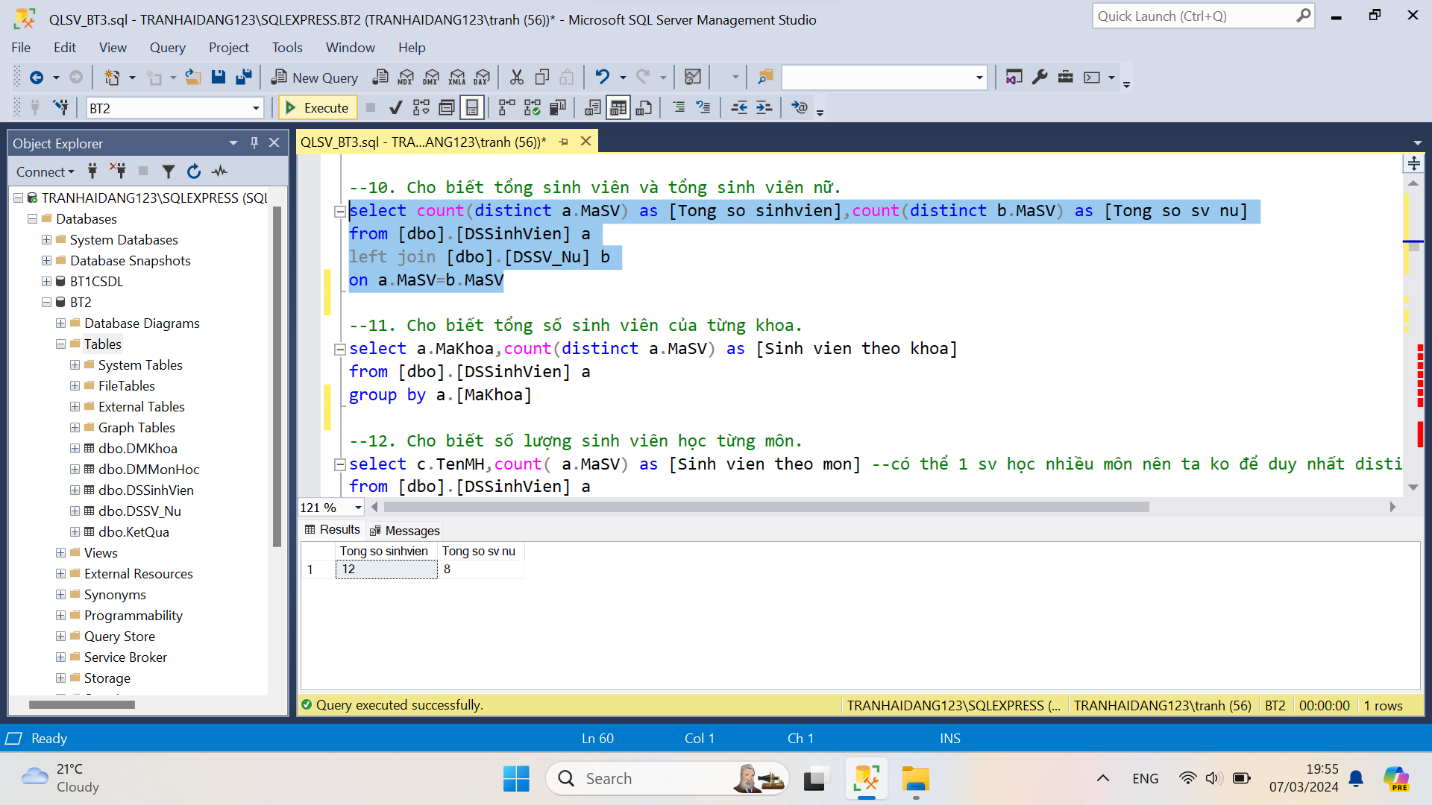 QLSV_BT3.sql - TRANHAIDANG123\SQLEXPRESS.BT2 (TRANHAIDANG123\tranh (56))* - Microsoft SQL Server Management Studio
Quick Launch (Ctrl+Q)
File Edit View Query Project Tools Window Help
New Query
MDX DMX XMLA DAX
BT2
Execute
Object Explorer
QLSV_BT3.sql - TRA...ANG123\tranh (56))*
Connect
TRANHAIDANG123\SQLEXPRESS (SQL
Databases
System Databases
Database Snapshots
BT1CSDL
BT2
Database Diagrams
Tables
System Tables
FileTables
External Tables
Graph Tables
dbo.DMKhoa
dbo.DMMonHoc
dbo.DSSinhVien
dbo.DSSV_Nu
dbo.KetQua
Views
External Resources
Synonyms
Programmability
Query Store
Service Broker
Storage
--10. Cho biết tổng sinh viên và tổng sinh viên nữ.
select count(distinct a.MaSV) as [Tong so sinhvien],count(distinct b.MaSV) as [Tong so sv nu]
from [dbo].[DSSinhVien] a
left join [dbo].[DSSV_Nu] b
on a.MaSV=b.MaSV
--11. Cho biết tổng số sinh viên của từng khoa.
select a.MaKhoa,count(distinct a.MaSV) as [Sinh vien theo khoa]
from [dbo].[DSSinhVien] a
group by a.[MaKhoa]
--12. Cho biết số lượng sinh viên học từng môn.
select c.TenMH,count( a.MaSV) as [Sinh vien theo mon] --có thể 1 sv học nhiều môn nên ta ko để duy nhất disti
from [dbo].[DSSinhVien] a
121 %
Results Messages
Tong so sinhvien Tong so sv nu
1 12 8
Query executed successfully.
TRANHAIDANG123\SQLEXPRESS (... TRANHAIDANG123\tranh (56) BT2 00:00:00 1 rows
Ready Ln 60 Col 1 Ch 1 INS
21°C
Cloudy
Search
ENG
19:55
07/03/2024
PRE